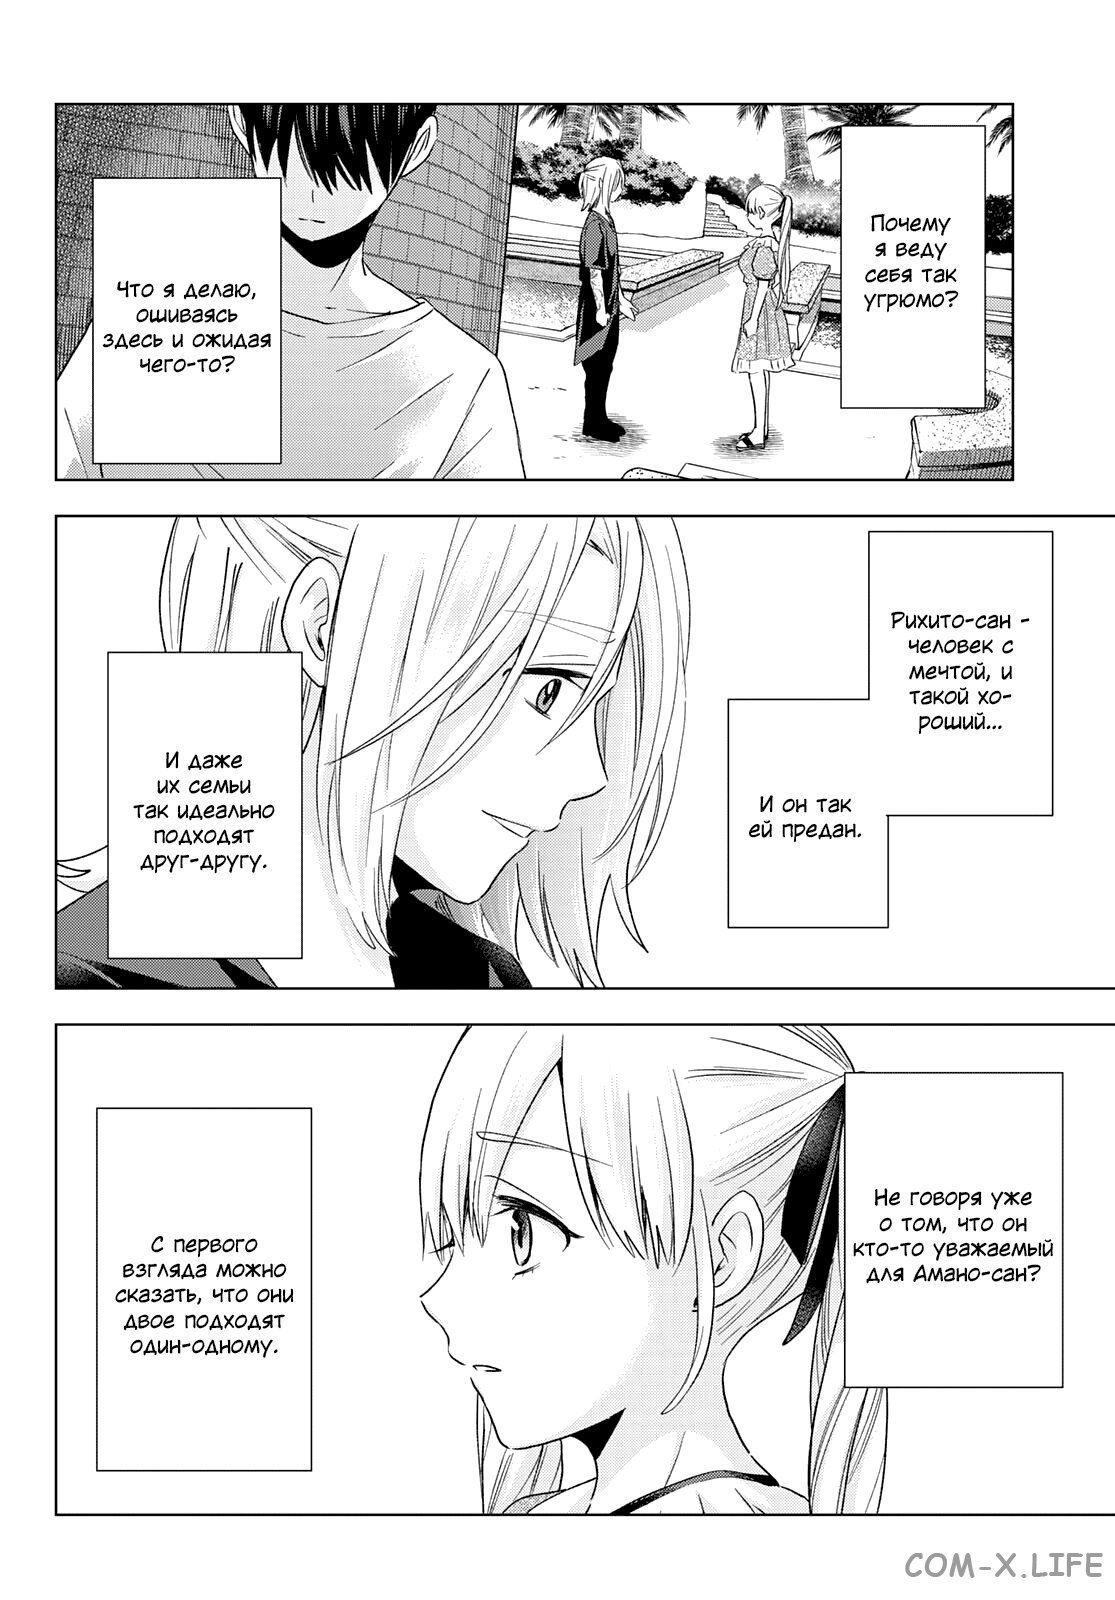 Почему
я веду
себя так
угрюмо?
Что я делаю,
ошиваясь
здесь и ожидая
чего-то?
Рихито-сан -
человек с
мечтой, и
такой хо-
роший...
И он так
ей предан.
И даже
их семьи
так идеально
подходят
друг-другу.
Не говоря уже
о том, что он
кто-то уважаемый
для Амано-сан?
С первого
взгляда можно
сказать, что они
двое подходят
один-одному.
COM-X.LIFE